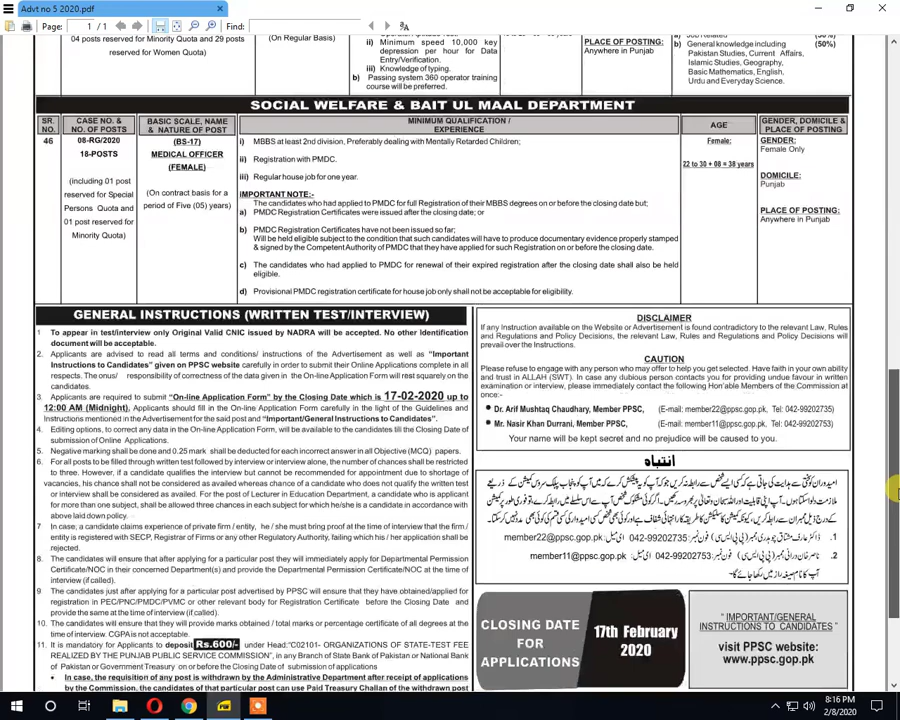 Advt no 5 2020.pdf
Page: 1 / 1 Find:
04 posts reserved for Minority Quota and 29 posts reserved for Women Quota)
(On Regular Basis)
ii) Minimum speed 10,000 key depression per hour for Data Entry/Verification.
iii) Knowledge of typing.
b) Passing system 360 operator training course will be preferred.
PLACE OF POSTING:
Anywhere in Punjab
(50%)
b) General knowledge including (50%)
Pakistan Studies, Current Affairs,
Islamic Studies, Geography,
Basic Mathematics, English,
Urdu and Everyday Science.
SOCIAL WELFARE & BAIT UL MAAL DEPARTMENT
SR. NO.
CASE NO. & NO. OF POSTS
BASIC SCALE, NAME & NATURE OF POST
MINIMUM QUALIFICATION / EXPERIENCE
AGE
GENDER, DOMICILE & PLACE OF POSTING
46
08-RG/2020
18-POSTS
(including 01 post reserved for Special Persons Quota and 01 post reserved for Minority Quota)
(BS-17)
MEDICAL OFFICER
(FEMALE)
(On contract basis for a period of Five (05) years)
i) MBBS at least 2nd division, Preferably dealing with Mentally Retarded Children;
ii) Registration with PMDC.
iii) Regular house job for one year.
IMPORTANT NOTE:-
The candidates who had applied to PMDC for full Registration of their MBBS degrees on or before the closing date but;
a) PMDC Registration Certificates were issued after the closing date; or
b) PMDC Registration Certificates have not been issued so far;
Will be held eligible subject to the condition that such candidates will have to produce documentary evidence properly stamped
& signed by the Competent Authority of PMDC that they have applied for such Registration on or before the closing date.
c) The candidates who had applied to PMDC for renewal of their expired registration after the closing date shall also be held
eligible.
d) Provisional PMDC registration certificate for house job only shall not be acceptable for eligibility.
Female:
22 to 30 + 08 = 38 years
GENDER:
Female Only
DOMICILE:
Punjab
PLACE OF POSTING:
Anywhere in Punjab
GENERAL INSTRUCTIONS (WRITTEN TEST/INTERVIEW)
1 To appear in test/interview only Original Valid CNIC issued by NADRA will be accepted. No other Identification
document will be acceptable.
2. Applicants are advised to read all terms and conditions/ instructions of the Advertisement as well as “Important
Instructions to Candidates” given on PPSC website carefully in order to submit their Online Applications complete in all
respects. The onus/ responsibility of correctness of the data given in the On-line Application Form will rest squarely on the
candidates.
3 Applicants are required to submit “On-line Application Form” by the Closing Date which is 17-02-2020 up to
12:00 AM (Midnight), Applicants should fill in the On-line Application Form carefully in the light of the Guidelines and
Instructions mentioned in the Advertisement for the said post and “Important/General Instructions to Candidates”.
4 Editing options, to correct any data in the On-line Application Form, will be available to the candidates till the Closing Date of
submission of Online Applications.
5 Negative marking shall be done and 0.25 mark shall be deducted for each incorrect answer in all Objective (MCQ) papers.
6 For all posts to be filled through written test followed by interview or interview alone, the number of chances shall be restricted
to three. However, if a candidate qualifies the interview but cannot be recommended for appointment due to shortage of
vacancies, his chance shall not be considered as availed whereas chance of a candidate who does not qualify the written test
or interview shall be considered as availed. For the post of Lecturer in Education Department, a candidate who is applicant
for more than one subject, shall be allowed three chances in each subject for which he/she is a candidate in accordance with
above laid down policy.
7 In case; a candidate claims experience of private firm / entity, he / she must bring proof at the time of interview that the firm /
entity is registered with SECP, Registrar of Firms or any other Regulatory Authority, failing which his / her application shall be
rejected.
8 The candidates will ensure that after applying for a particular post they will immediately apply for Departmental Permission
Certificate/NOC in their concerned Department(s) and provide the Departmental Permission Certificate/NOC at the time of
interview (if called).
9 The candidates just after applying for a particular post advertised by PPSC will ensure that they have obtained/applied for
registration in PEC/PNC/PMDC/PVMC or other relevant body for Registration Certificate before the Closing Date and
provide the same at the time of interview (if called).
10. The candidates will ensure that they will provide marks obtained / total marks or percentage certificate of all degrees at the
time of interview. CGPA is not acceptable.
11. It is mandatory for Applicants to deposit Rs.600/- under Head:“C02101- ORGANIZATIONS OF STATE-TEST FEE
REALIZED BY THE PUNJAB PUBLIC SERVICE COMMISSION”, in any Branch of State Bank of Pakistan or National Bank
of Pakistan or Government Treasury on or before the Closing Date of submission of applications
• In case, the requisition of any post is withdrawn by the Administrative Department after receipt of applications
by the Commission, the candidates of that particular post can use Paid Treasury Challan of the withdrawn post
DISCLAIMER
If any Instruction available on the Website or Advertisement is found contradictory to the relevant Law, Rules
and Regulations and Policy Decisions, the relevant Law, Rules and Regulations and Policy Decisions will
prevail over the Instructions.
CAUTION
Please refuse to engage with any person who may offer to help you get selected. Have faith in your own ability
and trust in ALLAH (SWT). In case any dubious person contacts you for providing undue favour in written
examination or interview, please immediately contact the following Hon'able Members of the Commission at
once:-
• Dr. Arif Mushtaq Chaudhary, Member PPSC, (E-mail: member22@ppsc.gop.pk, Tel: 042-99202735)
• Mr. Nasir Khan Durrani, Member PPSC, (E-mail: member11@ppsc.gop.pk, Tel: 042-99202753)
Your name will be kept secret and no prejudice will be caused to you.
انتباہ
1. ڈاکٹر عارف مشتاق چوہدری (ممبر پی پی ایس سی) فون نمبر: 042-99202735 ای میل: member22@ppsc.gop.pk
2. ناصر خان درانی (ممبر پی پی ایس سی) فون نمبر: 042-99202753 ای میل: member11@ppsc.gop.pk
آپ کا نام صیغہ راز میں رکھا جائے گا۔
CLOSING DATE
FOR
APPLICATIONS
17th February
2020
“ IMPORTANT/GENERAL
INSTRUCTIONS TO CANDIDATES”
visit PPSC website:
www.ppsc.gop.pk
8:16 PM
2/8/2020